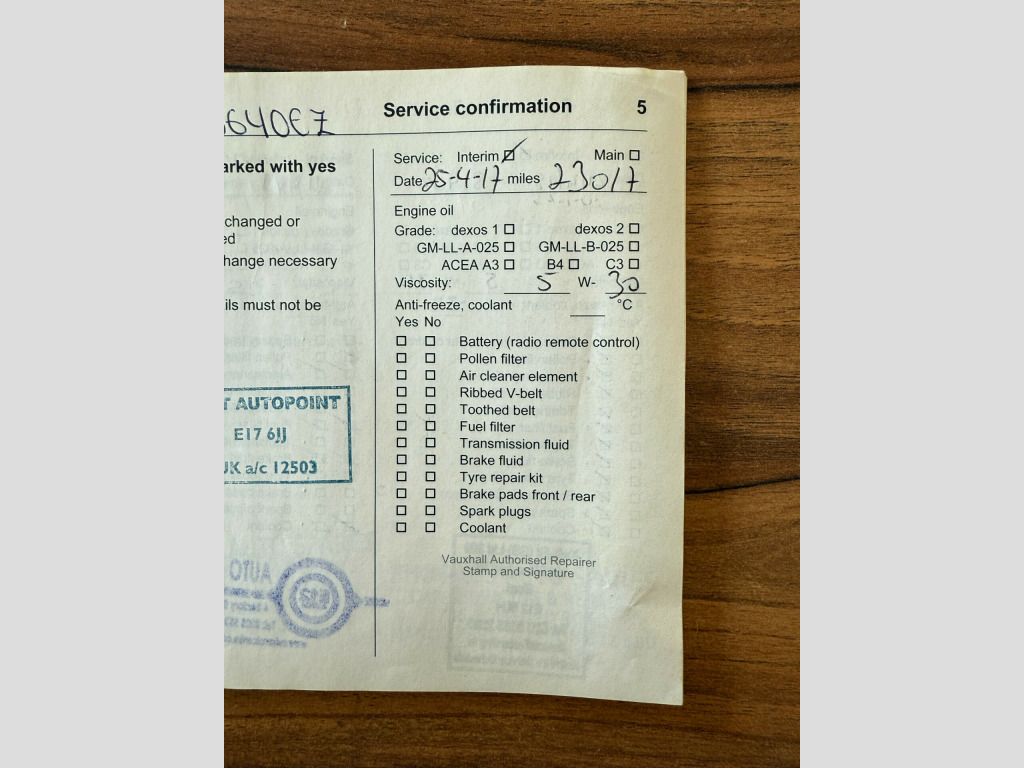 Service confirmation 5
640EZ
arked with yes
changed or
ed
hange necessary
ils must not be
T AUTOPOINT
E17 6JJ
UK a/c 12503
AUTO
Service: Interim ☑ Main ☐
Date 25-4-17 miles 23017
Engine oil
Grade: dexos 1 ☐ dexos 2 ☐
GM-LL-A-025 ☐ GM-LL-B-025 ☐
ACEA A3 ☐ B4 ☐ C3 ☐
Viscosity: 5 W- 30
Anti-freeze, coolant °C
Yes No
☐ ☐ Battery (radio remote control)
☐ ☐ Pollen filter
☐ ☐ Air cleaner element
☐ ☐ Ribbed V-belt
☐ ☐ Toothed belt
☐ ☐ Fuel filter
☐ ☐ Transmission fluid
☐ ☐ Brake fluid
☐ ☐ Tyre repair kit
☐ ☐ Brake pads front / rear
☐ ☐ Spark plugs
☐ ☐ Coolant
Vauxhall Authorised Repairer
Stamp and Signature